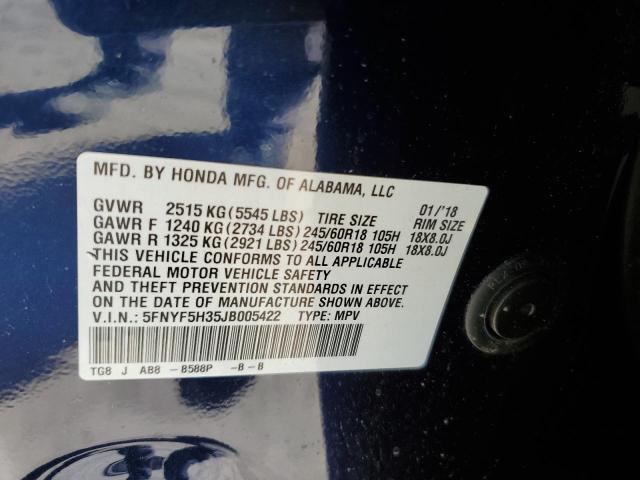 MFD. BY HONDA MFG. OF ALABAMA, LLC
GVWR 2515 KG (5545 LBS) TIRE SIZE 01/'18 RIM SIZE
GAWR F 1240 KG (2734 LBS) 245/60R18 105H 18X8.0J
GAWR R 1325 KG (2921 LBS) 245/60R18 105H 18X8.0J
THIS VEHICLE CONFORMS TO ALL APPLICABLE
FEDERAL MOTOR VEHICLE SAFETY
AND THEFT PREVENTION STANDARDS IN EFFECT
ON THE DATE OF MANUFACTURE SHOWN ABOVE.
V.I.N.: 5FNYF5H35JB005422 TYPE: MPV
TG8 J AB8 -8588P -B -B